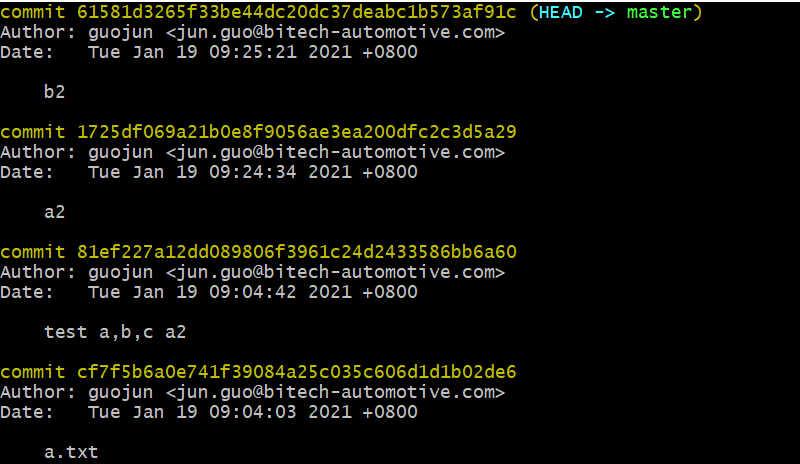 commit 61581d3265f33be44dc20dc37deabc1b573af91c (HEAD -> master)
Author: guojun <jun.guo@bitech-automotive.com>
Date:   Tue Jan 19 09:25:21 2021 +0800
b2
commit 1725df069a21b0e8f9056ae3ea200dfc2c3d5a29
Author: guojun <jun.guo@bitech-automotive.com>
Date:   Tue Jan 19 09:24:34 2021 +0800
a2
commit 81ef227a12dd089806f3961c24d2433586bb6a60
Author: guojun <jun.guo@bitech-automotive.com>
Date:   Tue Jan 19 09:04:42 2021 +0800
test a,b,c a2
commit cf7f5b6a0e741f39084a25c035c606d1d1b02de6
Author: guojun <jun.guo@bitech-automotive.com>
Date:   Tue Jan 19 09:04:03 2021 +0800
a.txt